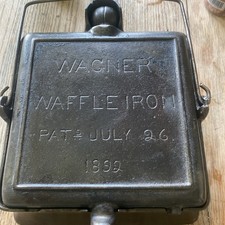 WAGNER
WAFFLE IRON
PAT'D JULY 26
1892